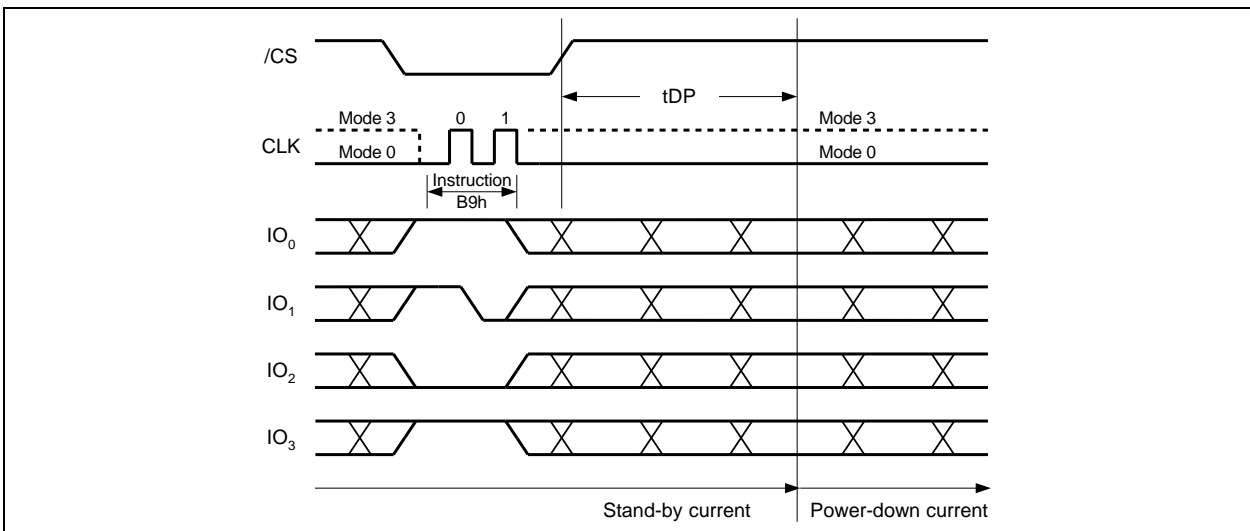 /CS
tDP
Mode 3 0 1 Mode 3
CLK
Mode 0 Mode 0
Instruction
B9h
IO0
IO1
IO2
IO3
Stand-by current Power-down current